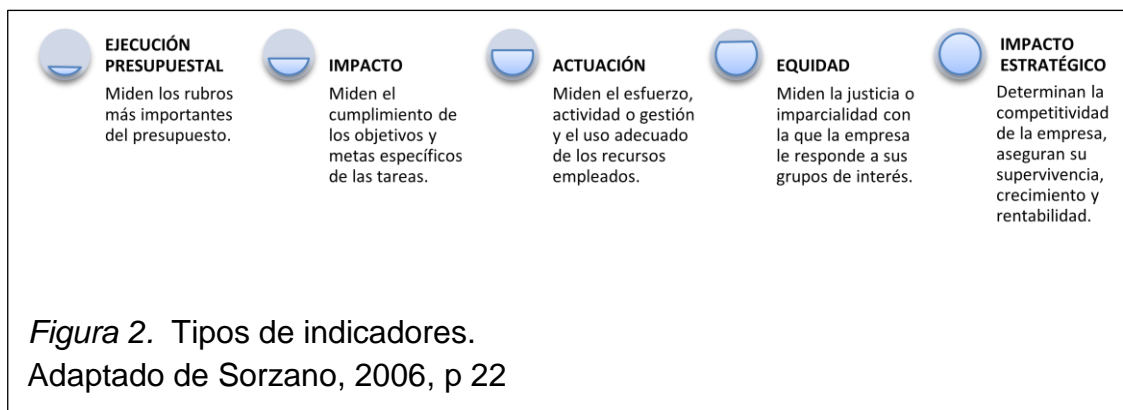 EJECUCIÓN
PRESUPUESTAL
Miden los rubros
más importantes
del presupuesto.
IMPACTO
Miden el
cumplimiento de
los objetivos y
metas específicos
de las tareas.
ACTUACIÓN
Miden el esfuerzo,
actividad o gestión
y el uso adecuado
de los recursos
empleados.
EQUIDAD
Miden la justicia o
imparcialidad con
la que la empresa
le responde a sus
grupos de interés.
IMPACTO
ESTRATÉGICO
Determinan la
competitividad
de la empresa,
aseguran su
supervivencia,
crecimiento y
rentabilidad.
Figura 2. Tipos de indicadores.
Adaptado de Sorzano, 2006, p 22